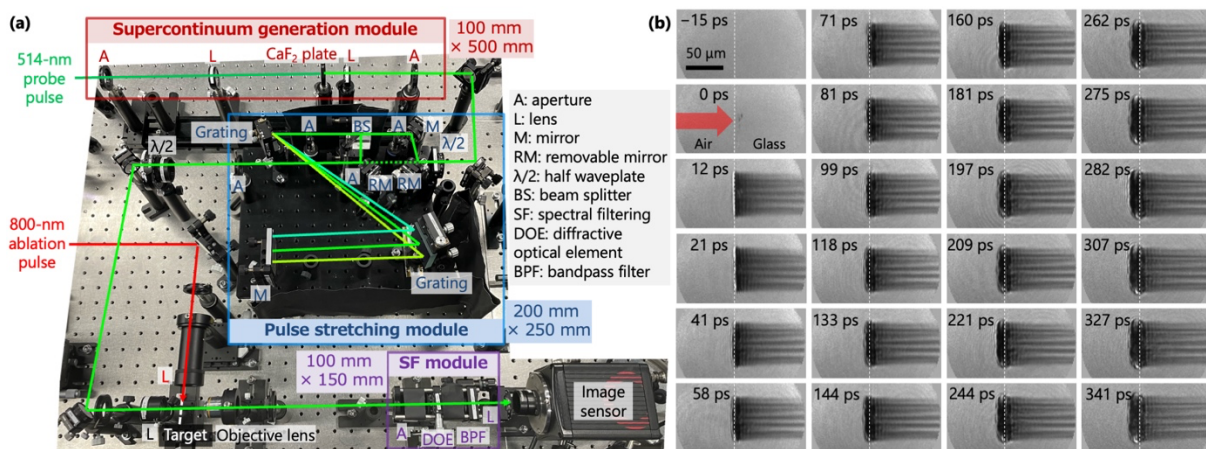 (a)
Supercontinuum generation module
100 mm
× 500 mm
514-nm
probe
pulse
A
L
CaF₂ plate
L
A
Grating
A
BS
A
M
λ/2
λ/2
A
A
RM
RM
M
Grating
800-nm
ablation
pulse
Pulse stretching module
200 mm
× 250 mm
A: aperture
L: lens
M: mirror
RM: removable mirror
λ/2: half waveplate
BS: beam splitter
SF: spectral filtering
DOE: diffractive
optical element
BPF: bandpass filter
100 mm
× 150 mm
SF module
L
L
Target
Objective lens
A
DOE
BPF
L
Image
sensor
(b)
−15 ps
50 μm
71 ps
160 ps
262 ps
0 ps
Air
Glass
81 ps
181 ps
275 ps
12 ps
99 ps
197 ps
282 ps
21 ps
118 ps
209 ps
307 ps
41 ps
133 ps
221 ps
327 ps
58 ps
144 ps
244 ps
341 ps